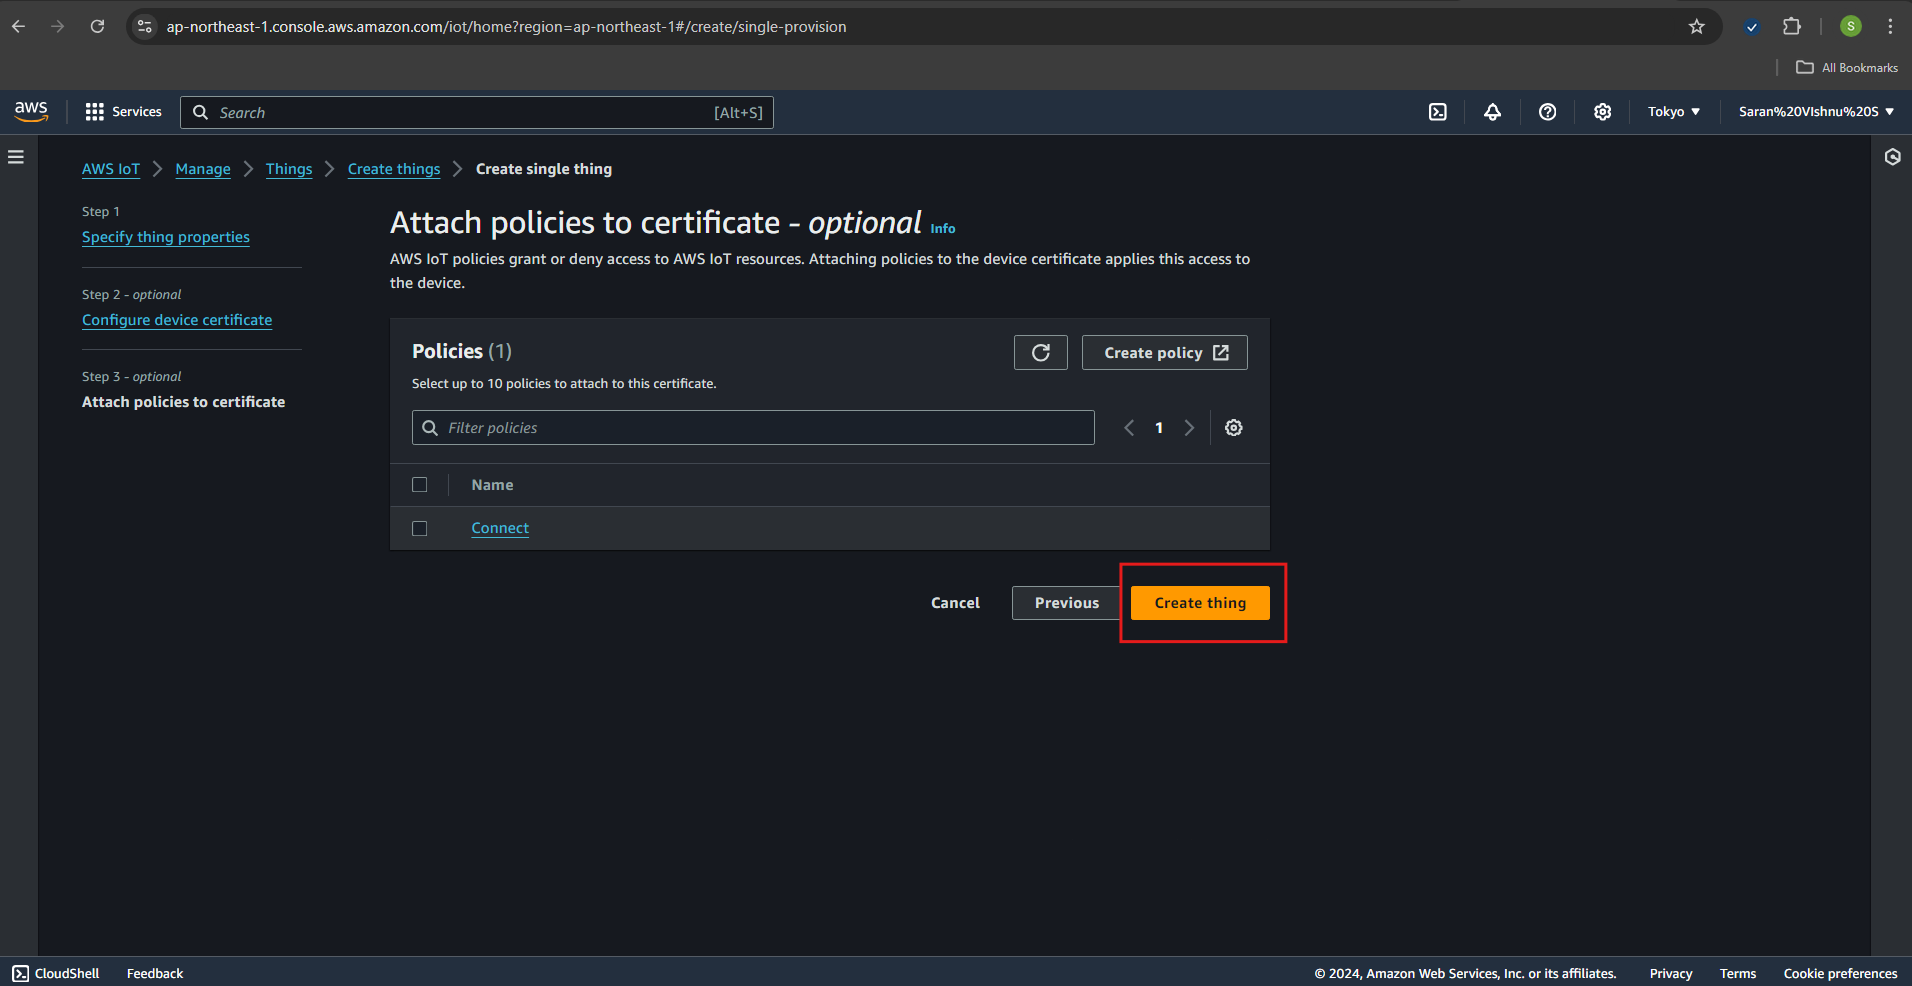 ap-northeast-1.console.aws.amazon.com/iot/home?region=ap-northeast-1#/create/single-provision
S
All Bookmarks
aws
Services
Search
[Alt+S]
Tokyo
Saran%20VIshnu%20S
AWS IoT
Manage
Things
Create things
Create single thing
Step 1
Specify thing properties
Step 2 - optional
Configure device certificate
Step 3 - optional
Attach policies to certificate
Attach policies to certificate - optional Info
AWS IoT policies grant or deny access to AWS IoT resources. Attaching policies to the device certificate applies this access to
the device.
Policies (1)
Create policy
Select up to 10 policies to attach to this certificate.
Filter policies
1
Name
Connect
Cancel
Previous
Create thing
CloudShell
Feedback
© 2024, Amazon Web Services, Inc. or its affiliates.
Privacy
Terms
Cookie preferences